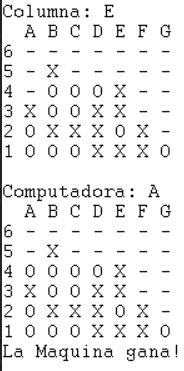 Columna: E
  A B C D E F G
6 - - - - - - -
5 - X - - - - -
4 - O O O X - -
3 X O O X X - -
2 O X X X O X -
1 O O O X X X O
Computadora: A
  A B C D E F G
6 - - - - - - -
5 - X - - - - -
4 O O O O X - -
3 X O O X X - -
2 O X X X O X -
1 O O O X X X O
La Maquina gana!